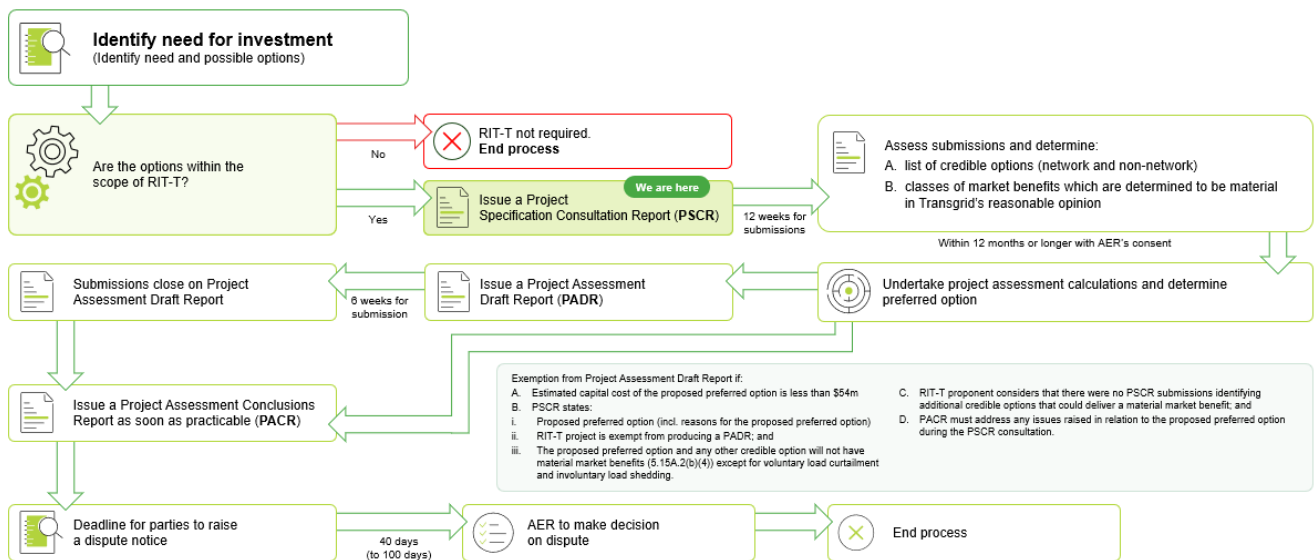 Identify need for investment
(Identify need and possible options)
Are the options within the
scope of RIT-T?
No
RIT-T not required.
End process
Yes
We are here
Issue a Project
Specification Consultation Report (PSCR)
12 weeks for
submissions
Assess submissions and determine:
A. list of credible options (network and non-network)
B. classes of market benefits which are determined to be material
in Transgrid's reasonable opinion
Within 12 months or longer with AER's consent
Undertake project assessment calculations and determine
preferred option
Issue a Project Assessment
Draft Report (PADR)
6 weeks for
submission
Submissions close on Project
Assessment Draft Report
Issue a Project Assessment Conclusions
Report as soon as practicable (PACR)
Exemption from Project Assessment Draft Report if:
A. Estimated capital cost of the proposed preferred option is less than $54m
B. PSCR states:
i. Proposed preferred option (incl. reasons for the proposed preferred option)
ii. RIT-T project is exempt from producing a PADR; and
iii. The proposed preferred option and any other credible option will not have
material market benefits (5.15A.2(b)(4)) except for voluntary load curtailment
and involuntary load shedding.
C. RIT-T proponent considers that there were no PSCR submissions identifying
additional credible options that could deliver a material market benefit; and
D. PACR must address any issues raised in relation to the proposed preferred option
during the PSCR consultation.
Deadline for parties to raise
a dispute notice
40 days
(to 100 days)
AER to make decision
on dispute
End process